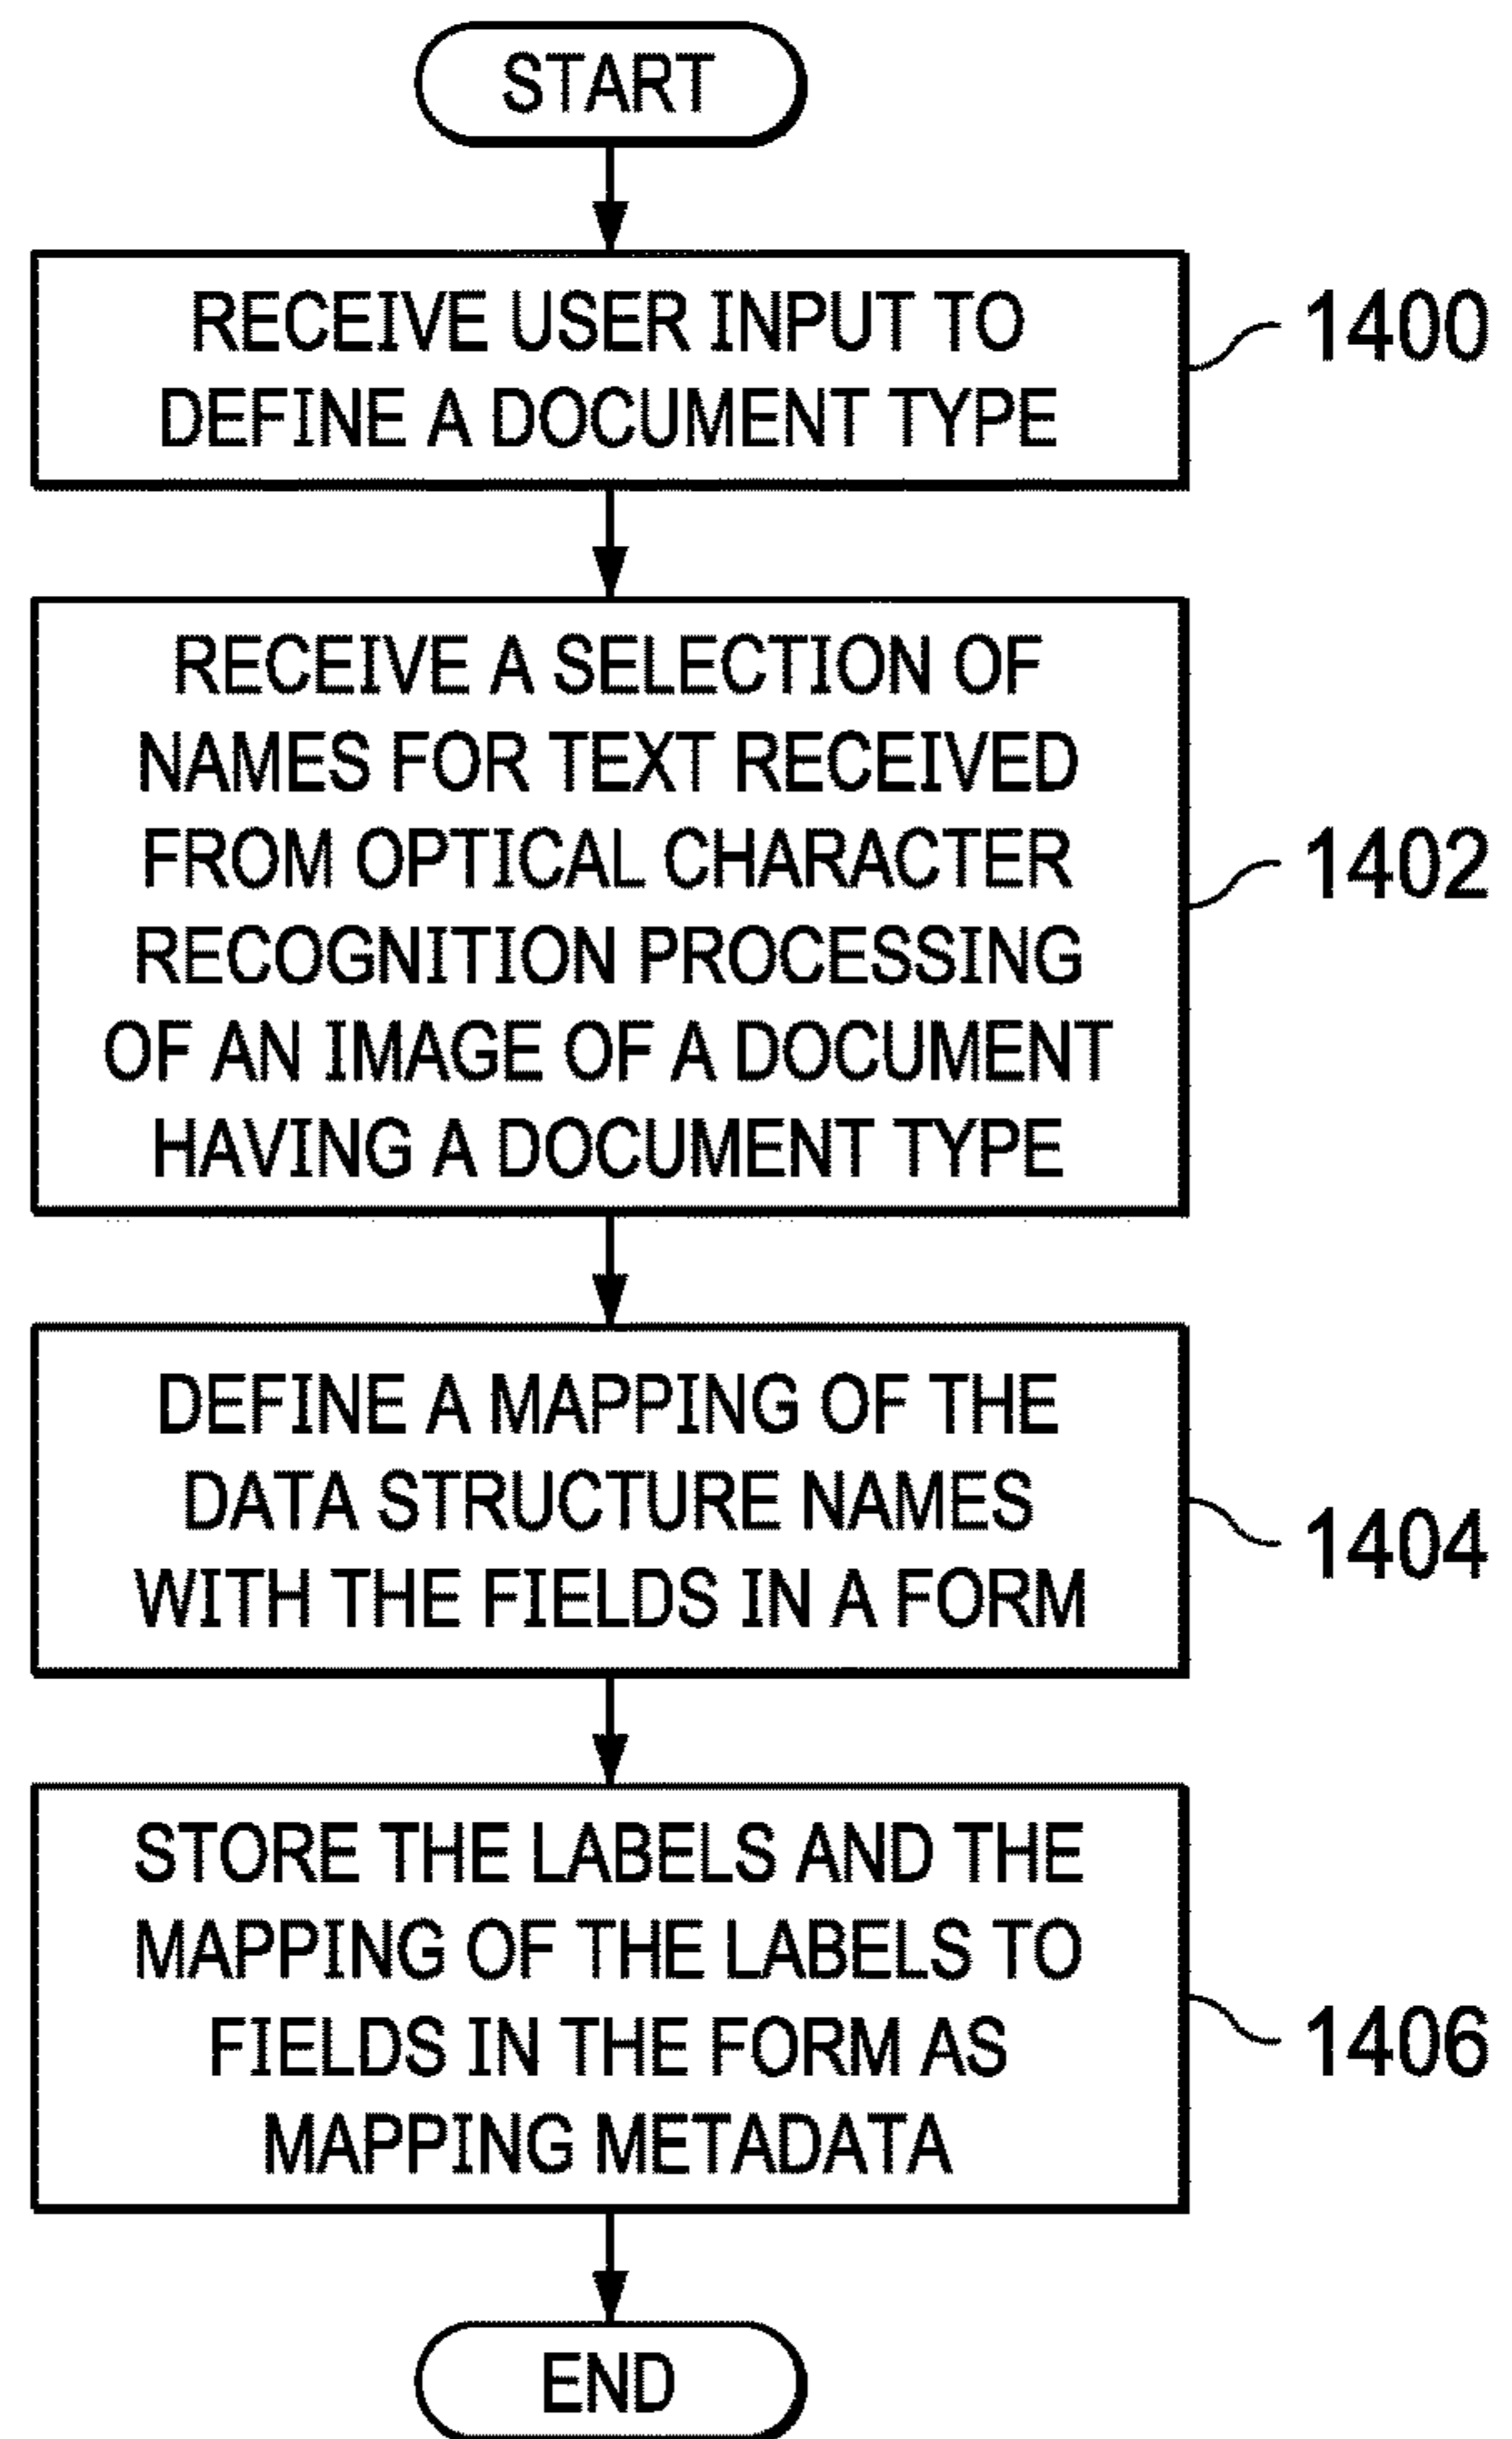 START
RECEIVE USER INPUT TO
DEFINE A DOCUMENT TYPE
1400
RECEIVE A SELECTION OF
NAMES FOR TEXT RECEIVED
FROM OPTICAL CHARACTER
RECOGNITION PROCESSING
OF AN IMAGE OF A DOCUMENT
HAVING A DOCUMENT TYPE
1402
DEFINE A MAPPING OF THE
DATA STRUCTURE NAMES
WITH THE FIELDS IN A FORM
1404
STORE THE LABELS AND THE
MAPPING OF THE LABELS TO
FIELDS IN THE FORM AS
MAPPING METADATA
1406
END